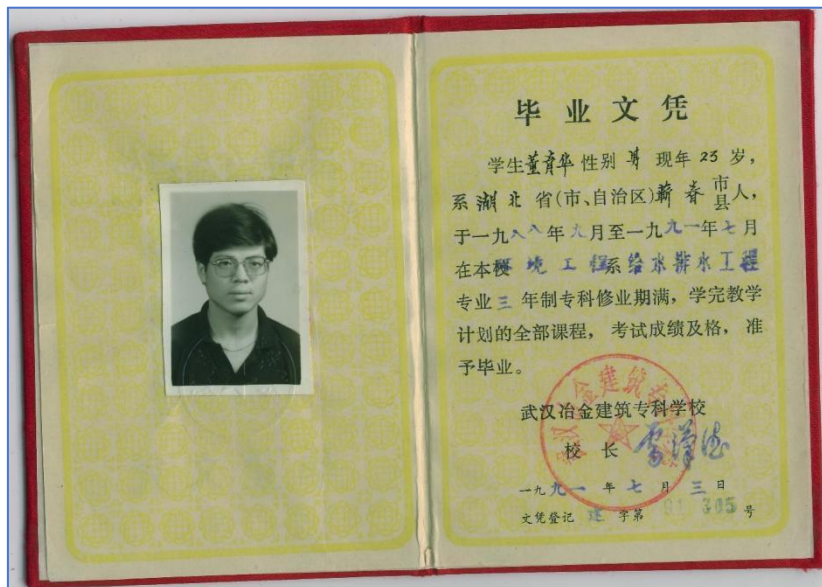 毕业文凭
学生董育华性别 男 现年 23 岁，
系 湖北 省(市、自治区)蕲春 市县人，
于一九八八年九月至一九九一年七月
在本校环境工程系给水排水工程
专业三年制专科修业期满，学完教学
计划的全部课程，考试成绩及格，准
予毕业。
武汉冶金建筑专科学校
校长
一九九一年七月三日
文凭登记 建 字第 91 305 号